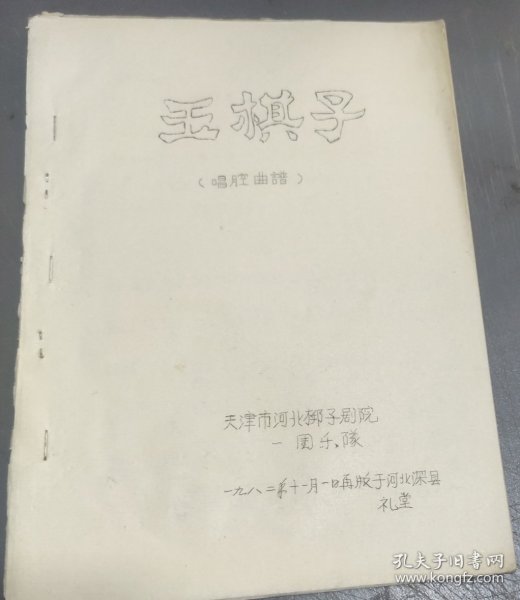 玉棋子
（唱腔曲譜）
天津市河北梆子剧院
一团乐隊
一九八二年十一月一日再版于河北深县
礼堂
孔夫子旧书网
www.kongfz.com